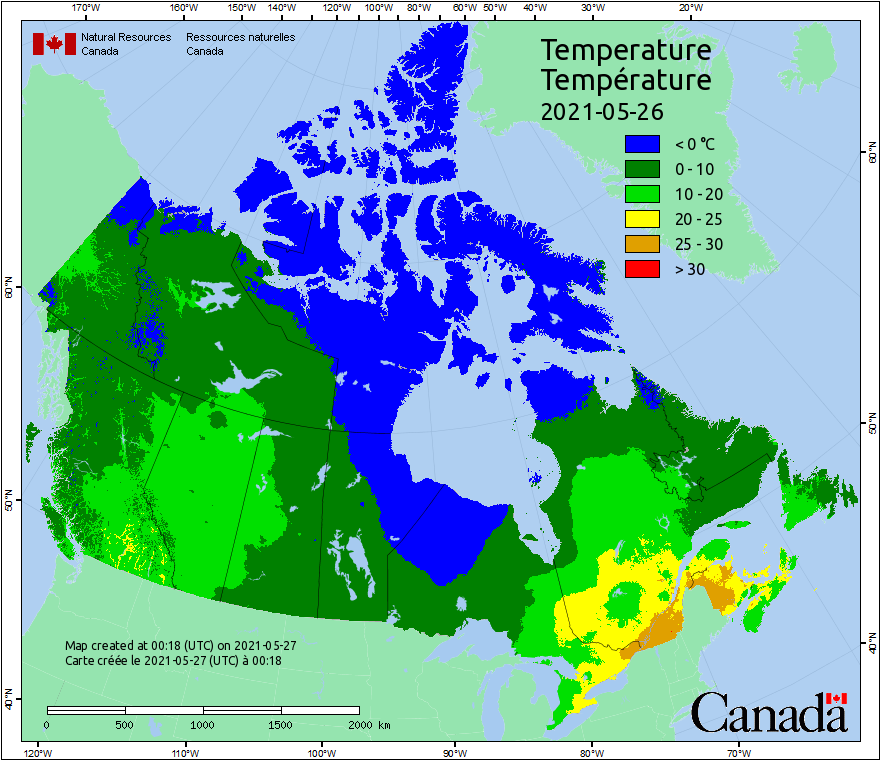 170°W 160°W 150°W 140°W 130°W 120°W 110°W 100°W 90°W 80°W 60°W 50°W 40°W 30°W 20°W
Natural Resources Ressources naturelles
Canada Canada
Temperature
Température
2021-05-26
< 0 °C
0 - 10
10 - 20
20 - 25
25 - 30
> 30
60°N
60°N
50°N
50°N
40°N
40°N
Map created at 00:18 (UTC) on 2021-05-27
Carte créée le 2021-05-27 (UTC) à 00:18
0 500 1000 1500 2000 km
Canada
120°W 110°W 100°W 90°W 80°W 70°W